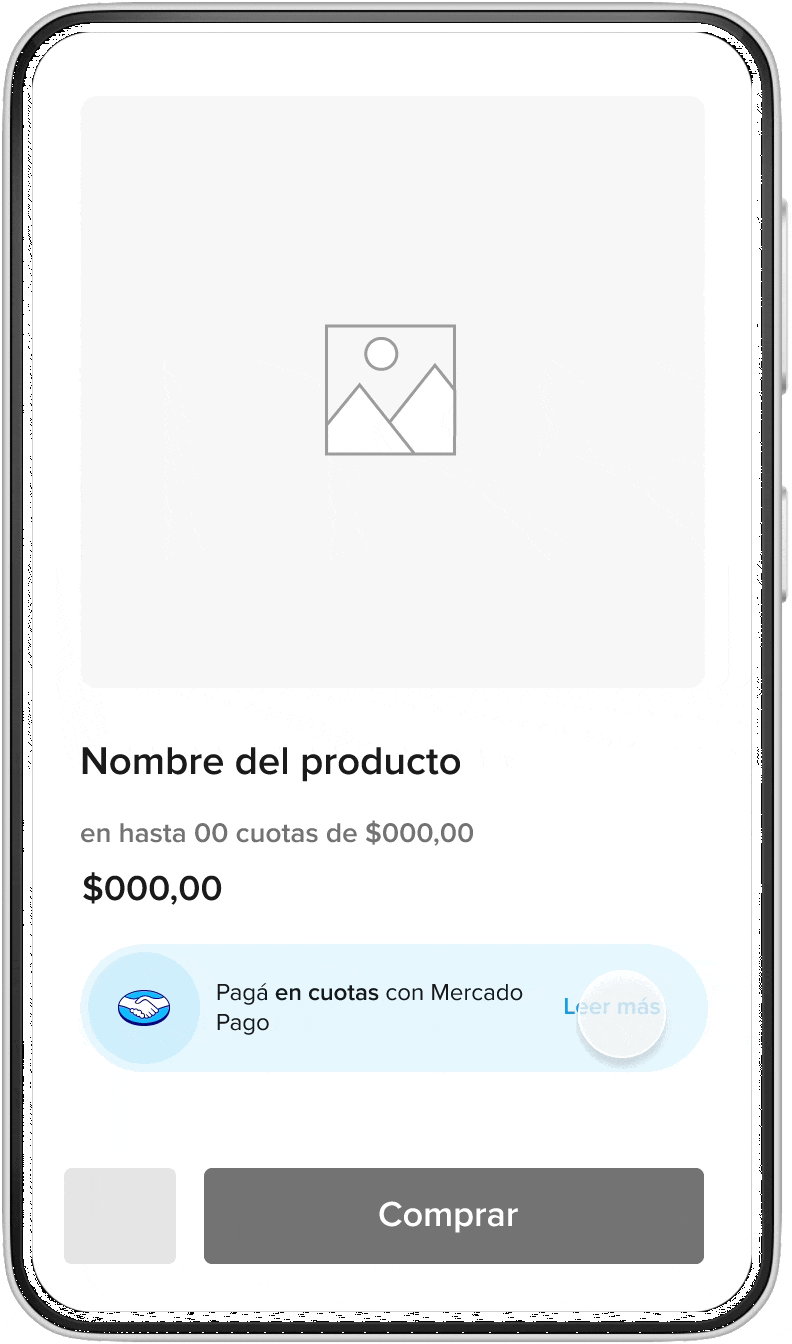 Nombre del producto
en hasta 00 cuotas de $000,00
$000,00
Pagá en cuotas con Mercado
Pago
Leer más
Comprar